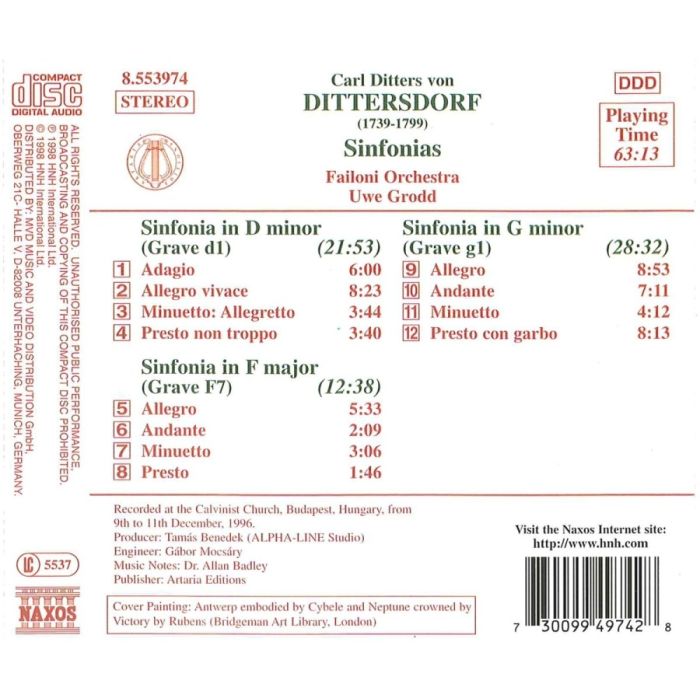 COMPACT
disc
DIGITAL AUDIO
8.553974
STEREO
Carl Ditters von
DITTERSDORF
(1739-1799)
Sinfonias
Failoni Orchestra
Uwe Grodd
DDD
Playing
Time
63:13
ALL RIGHTS RESERVED. UNAUTHORISED PUBLIC PERFORMANCE,
BROADCASTING AND COPYING OF THIS COMPACT DISC PROHIBITED.
℗ 1998 HNH International Ltd.
© 1998 HNH International Ltd.
DISTRIBUTED BY: MVD MUSIC AND VIDEO DISTRIBUTION GmbH,
OBERWEG 21C- HALLE V, D-82008 UNTERHACHING, MUNICH, GERMANY.
Sinfonia in D minor
(Grave d1) (21:53)
1 Adagio 6:00
2 Allegro vivace 8:23
3 Minuetto: Allegretto 3:44
4 Presto non troppo 3:40
Sinfonia in F major
(Grave F7) (12:38)
5 Allegro 5:33
6 Andante 2:09
7 Minuetto 3:06
8 Presto 1:46
Sinfonia in G minor
(Grave g1) (28:32)
9 Allegro 8:53
10 Andante 7:11
11 Minuetto 4:12
12 Presto con garbo 8:13
Recorded at the Calvinist Church, Budapest, Hungary, from
9th to 11th December, 1996.
Producer: Tamás Benedek (ALPHA-LINE Studio)
Engineer: Gábor Mocsáry
Music Notes: Dr. Allan Badley
Publisher: Artaria Editions
Cover Painting: Antwerp embodied by Cybele and Neptune crowned by
Victory by Rubens (Bridgeman Art Library, London)
LC 5537
NAXOS
Visit the Naxos Internet site:
http://www.hnh.com
7 30099 49742 8